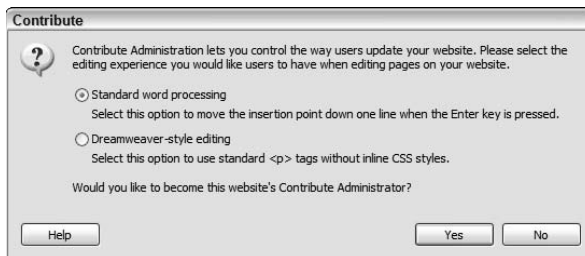 Contribute
Contribute Administration lets you control the way users update your website. Please select the
editing experience you would like users to have when editing pages on your website.
Standard word processing
Select this option to move the insertion point down one line when the Enter key is pressed.
Dreamweaver-style editing
Select this option to use standard <p> tags without inline CSS styles.
Would you like to become this website's Contribute Administrator?
Help Yes No